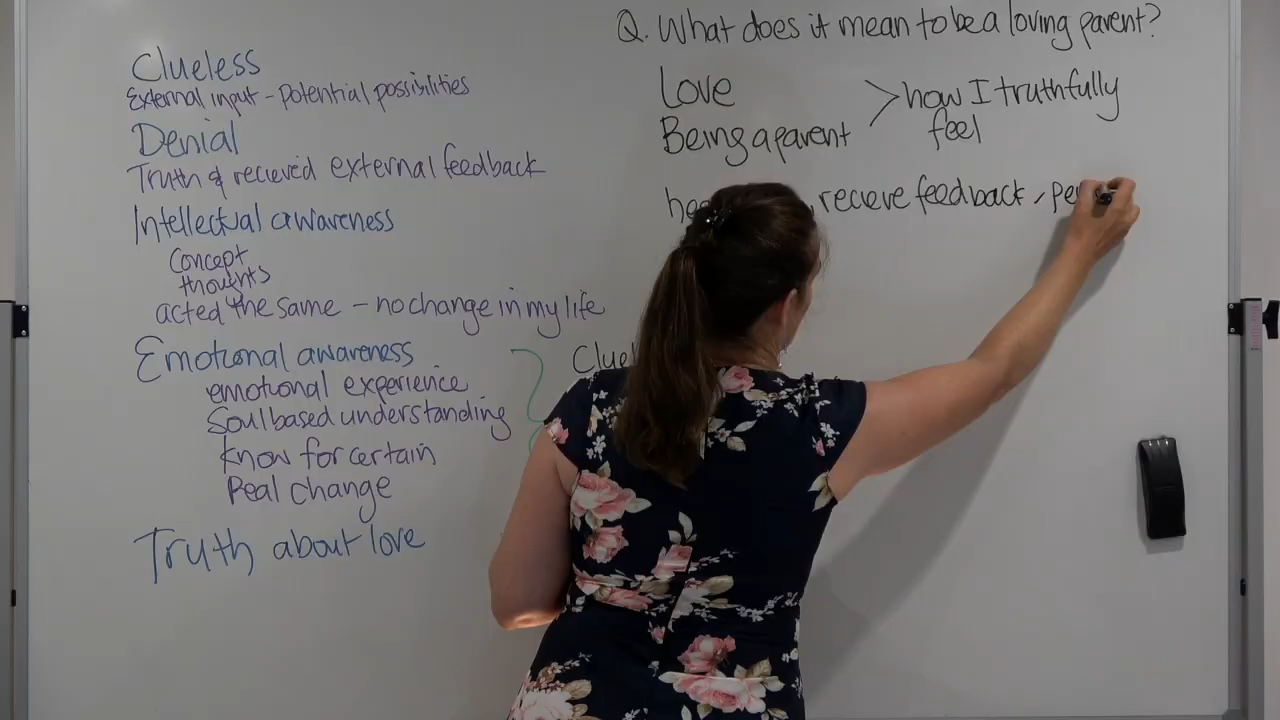 Clueless
External input - potential possibilities
Denial
Truth & recieved external feedback
Intellectual awareness
Concept
thoughts
acted the same - no change in my life
Emotional awareness
emotional experience
Soul based understanding
Know for certain
Real change
Truth about love
Q. What does it mean to be a loving parent?
Love
Being a parent
> how I truthfully
feel
, recieve feedback,